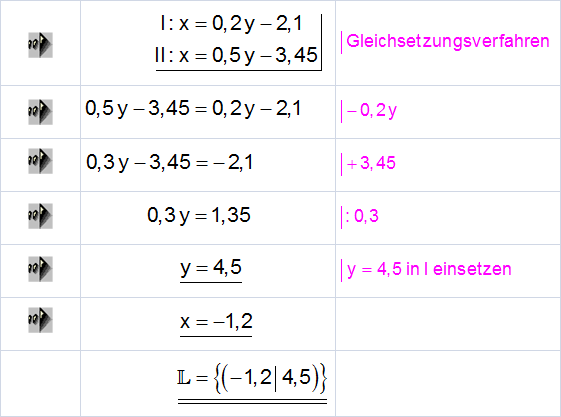 I: x = 0,2 y − 2,1
II: x = 0,5 y − 3,45
| Gleichsetzungsverfahren
0,5 y − 3,45 = 0,2 y − 2,1 | − 0,2 y
0,3 y − 3,45 = − 2,1 | + 3,45
0,3 y = 1,35 | : 0,3
y = 4,5 | y = 4,5 in I einsetzen
x = −1,2
𝕃 = {(−1,2 | 4,5)}